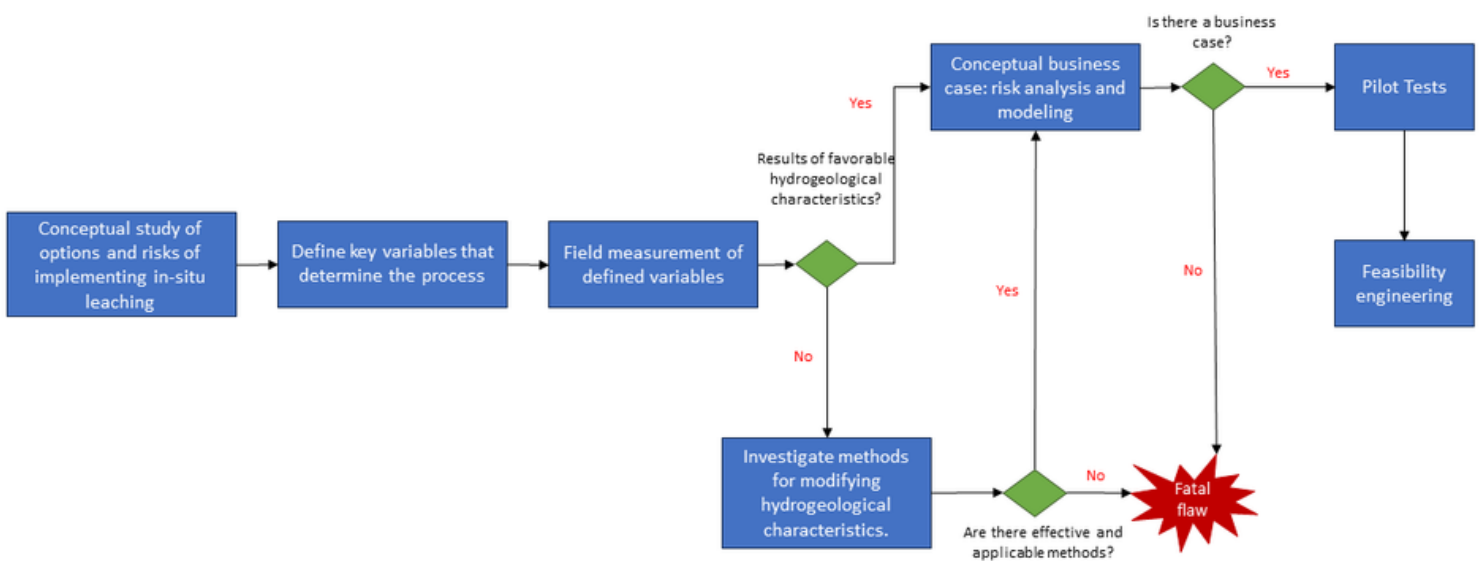 Is there a business
case?
Conceptual business
case: risk analysis and
modeling
Yes
Pilot Tests
Yes
Results of favorable
hydrogeological
characteristics?
Conceptual study of
options and risks of
implementing in-situ
leaching
Define key variables that
determine the process
Field measurement of
defined variables
No
Feasibility
engineering
Yes
No
Investigate methods
for modifying
hydrogeological
characteristics.
No
Fatal
flaw
Are there effective and
applicable methods?